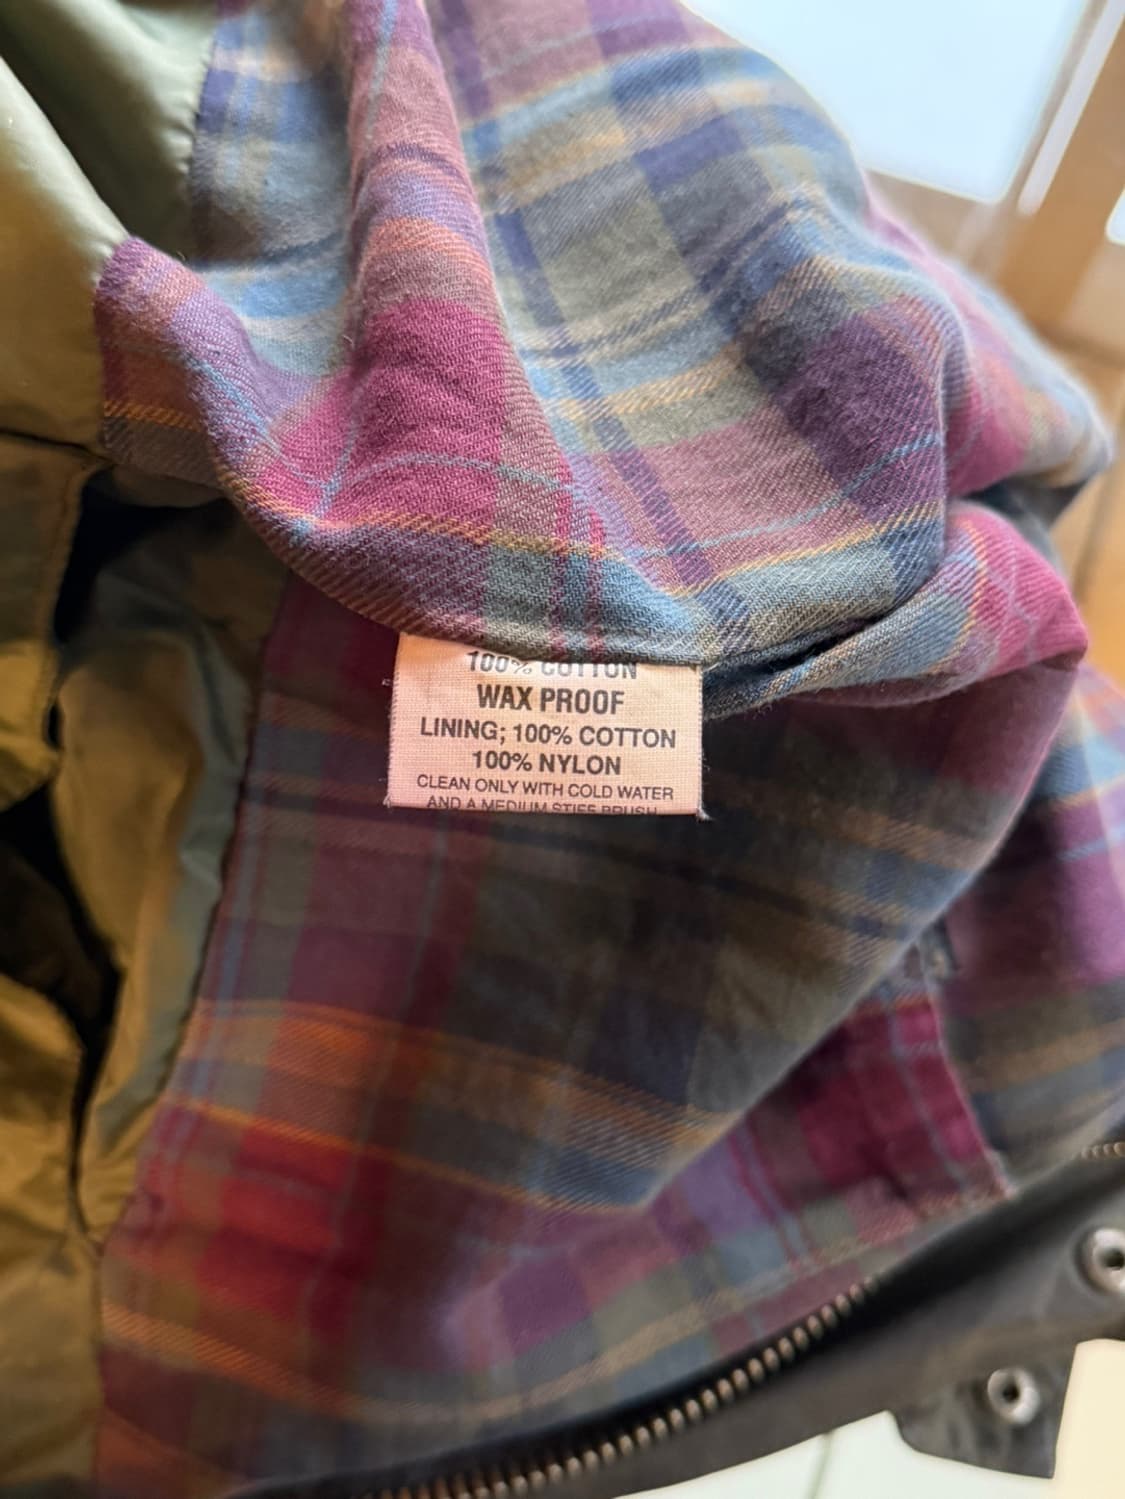 100% COTTON
WAX PROOF
LINING; 100% COTTON
100% NYLON
CLEAN ONLY WITH COLD WATER
AND A MEDIUM STIFF BRUSH